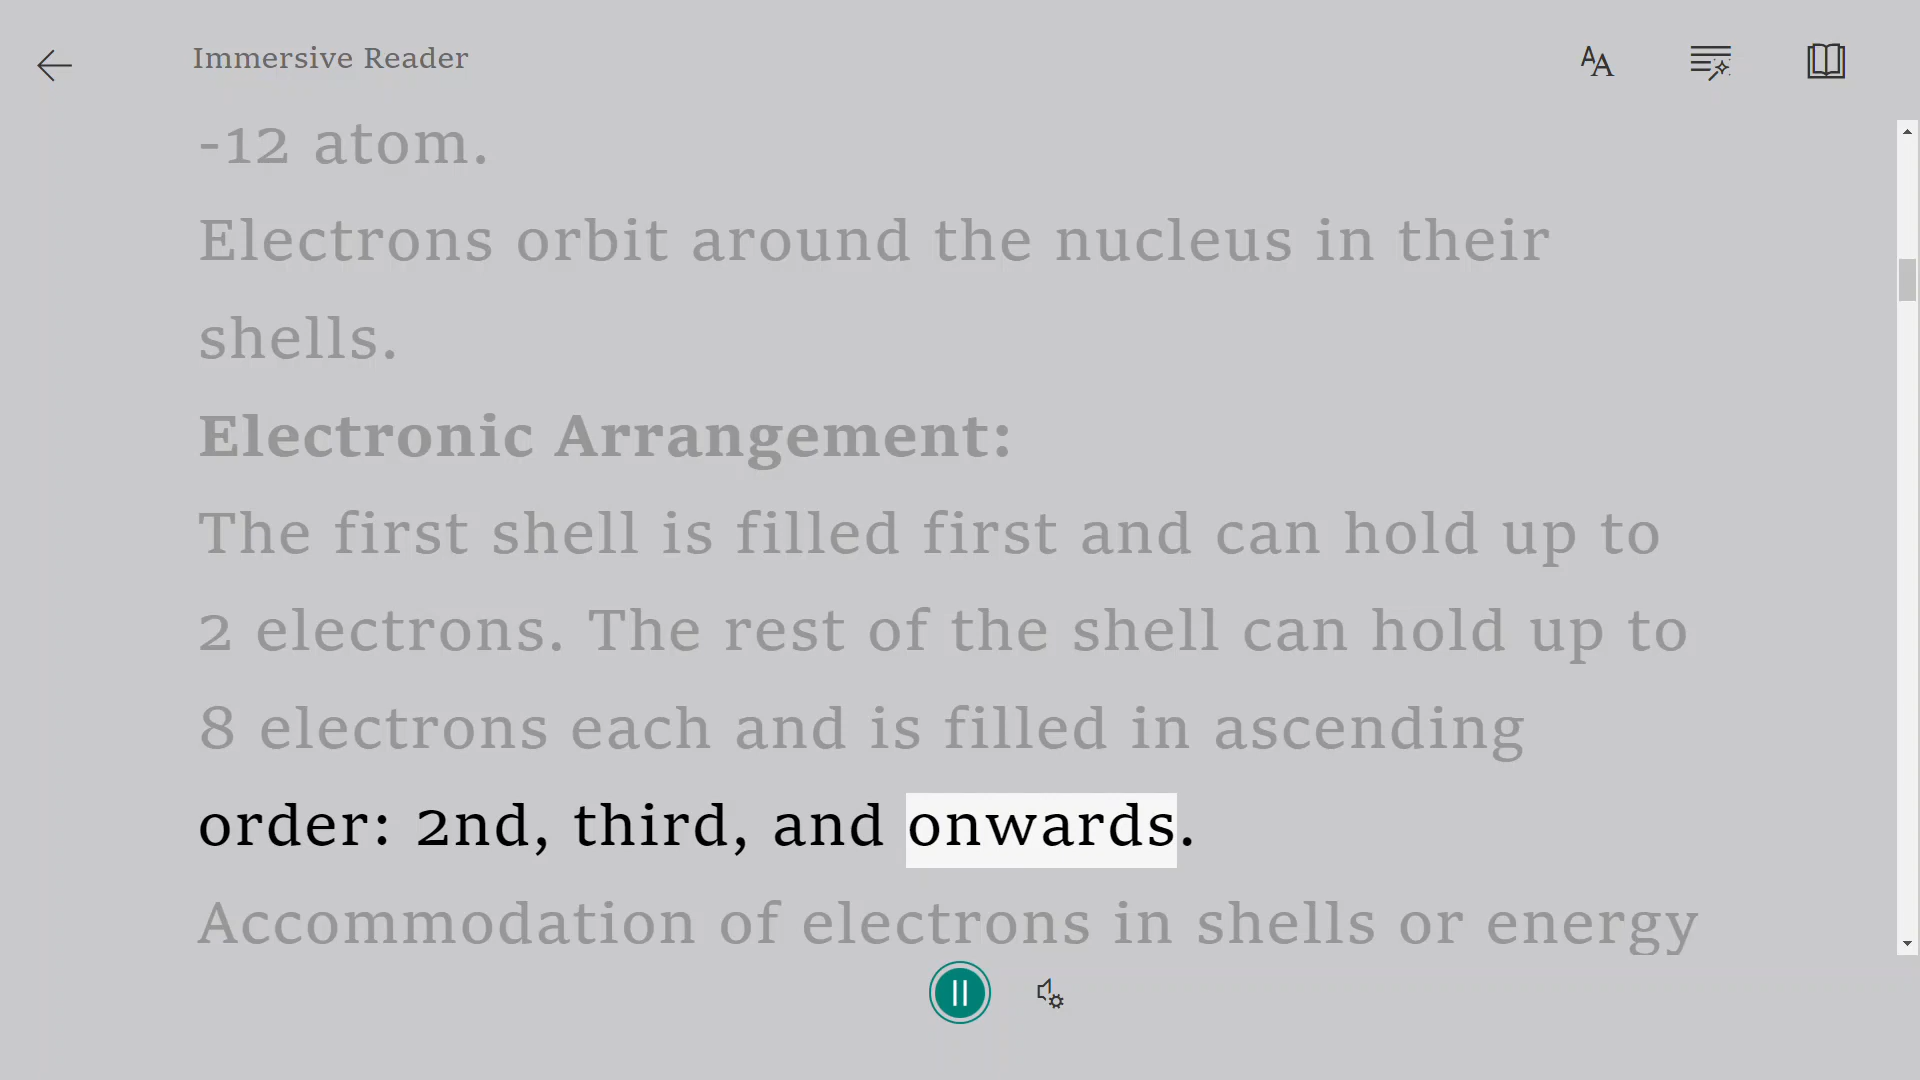 Immersive Reader
-12 atom.
Electrons orbit around the nucleus in their
shells.
Electronic Arrangement:
The first shell is filled first and can hold up to
2 electrons. The rest of the shell can hold up to
8 electrons each and is filled in ascending
order: 2nd, third, and onwards.
Accommodation of electrons in shells or energy